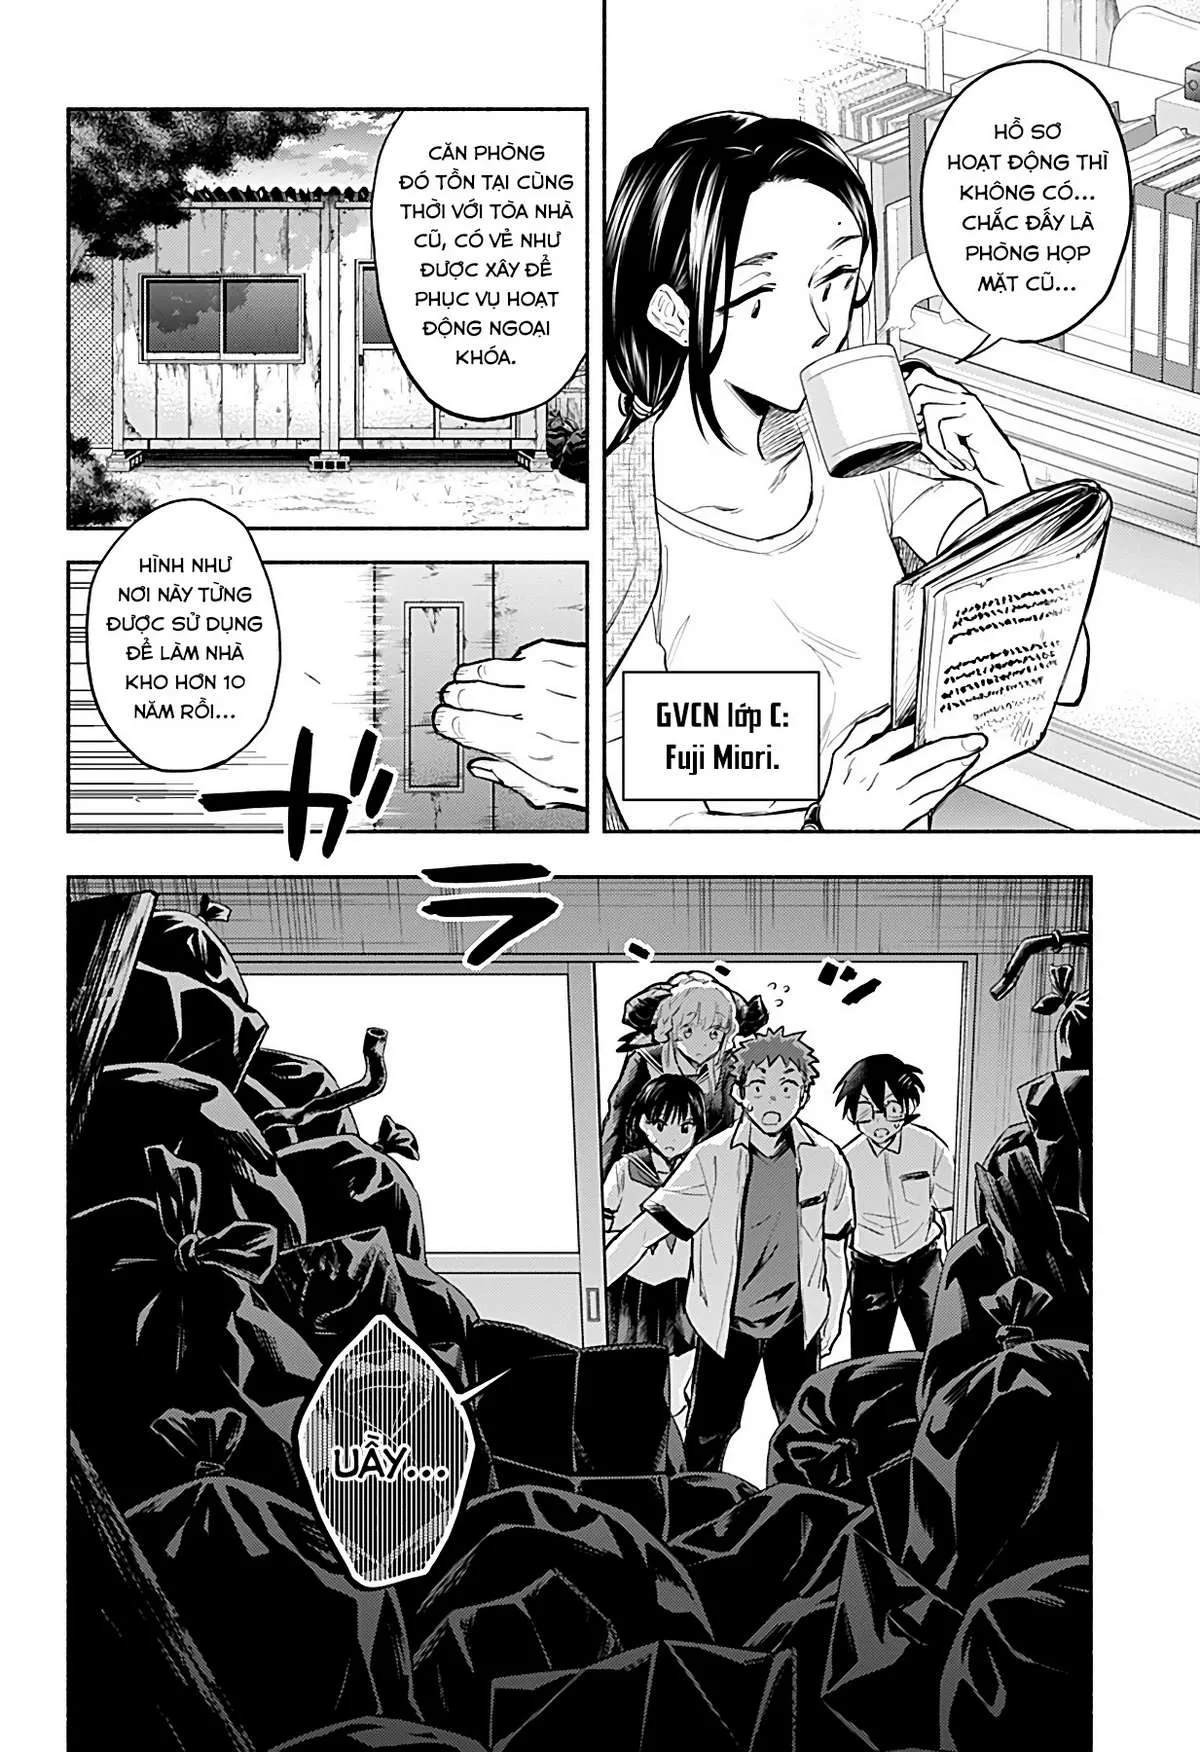 HỒ SƠ
HOẠT ĐỘNG THÌ
KHÔNG CÓ...
CHẮC ĐẤY LÀ
PHÒNG HỌP
MẶT CŨ...
GVCN lớp C:
Fuji Miori.
CĂN PHÒNG
ĐÓ TỒN TẠI CÙNG
THỜI VỚI TÒA NHÀ
CŨ, CÓ VẺ NHƯ
ĐƯỢC XÂY ĐỂ
PHỤC VỤ HOẠT
ĐỘNG NGOẠI
KHÓA.
HÌNH NHƯ
NƠI NÀY TỪNG
ĐƯỢC SỬ DỤNG
ĐỂ LÀM NHÀ
KHO HƠN 10
NĂM RỒI...
ガラッ
UẦY...